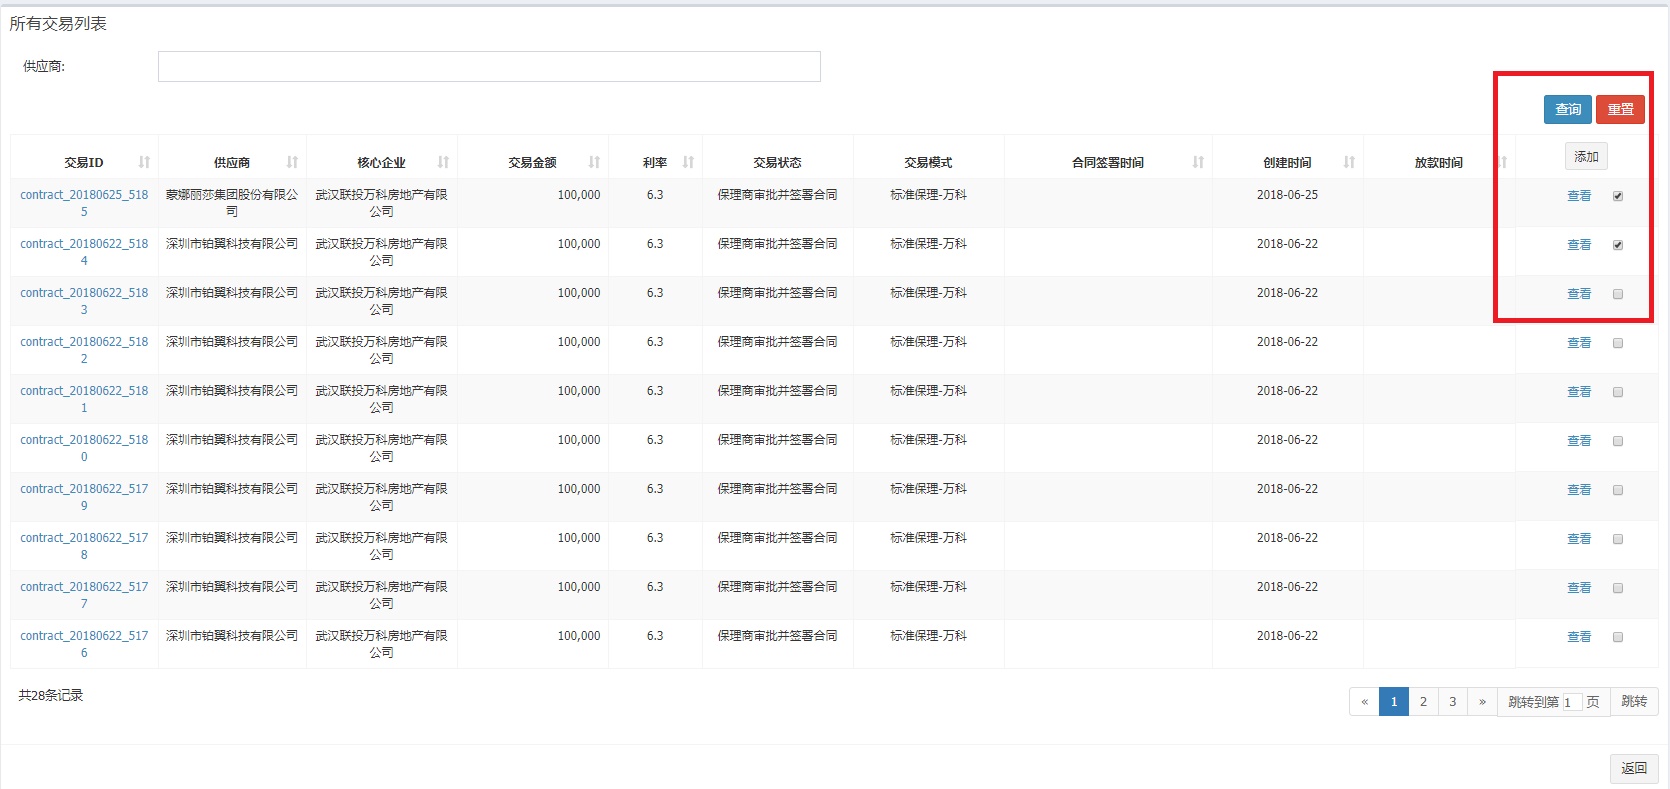 所有交易列表
供应商:
查询 重置
交易ID 供应商 核心企业 交易金额 利率 交易状态 交易模式 合同签署时间 创建时间 放款时间 添加
contract_20180625_518 蒙娜丽莎集团股份有限公 武汉联投万科房地产有限 100,000 6.3 保理商审批并签署合同 标准保理-万科 2018-06-25 查看
5 司 公司
contract_20180622_518 深圳市铂翼科技有限公司 武汉联投万科房地产有限 100,000 6.3 保理商审批并签署合同 标准保理-万科 2018-06-22 查看
4 公司
contract_20180622_518 深圳市铂翼科技有限公司 武汉联投万科房地产有限 100,000 6.3 保理商审批并签署合同 标准保理-万科 2018-06-22 查看
3 公司
contract_20180622_518 深圳市铂翼科技有限公司 武汉联投万科房地产有限 100,000 6.3 保理商审批并签署合同 标准保理-万科 2018-06-22 查看
2 公司
contract_20180622_518 深圳市铂翼科技有限公司 武汉联投万科房地产有限 100,000 6.3 保理商审批并签署合同 标准保理-万科 2018-06-22 查看
1 公司
contract_20180622_518 深圳市铂翼科技有限公司 武汉联投万科房地产有限 100,000 6.3 保理商审批并签署合同 标准保理-万科 2018-06-22 查看
0 公司
contract_20180622_517 深圳市铂翼科技有限公司 武汉联投万科房地产有限 100,000 6.3 保理商审批并签署合同 标准保理-万科 2018-06-22 查看
9 公司
contract_20180622_517 深圳市铂翼科技有限公司 武汉联投万科房地产有限 100,000 6.3 保理商审批并签署合同 标准保理-万科 2018-06-22 查看
8 公司
contract_20180622_517 深圳市铂翼科技有限公司 武汉联投万科房地产有限 100,000 6.3 保理商审批并签署合同 标准保理-万科 2018-06-22 查看
7 公司
contract_20180622_517 深圳市铂翼科技有限公司 武汉联投万科房地产有限 100,000 6.3 保理商审批并签署合同 标准保理-万科 2018-06-22 查看
6 公司
共28条记录 « 1 2 3 » 跳转到第 1 页 跳转
返回